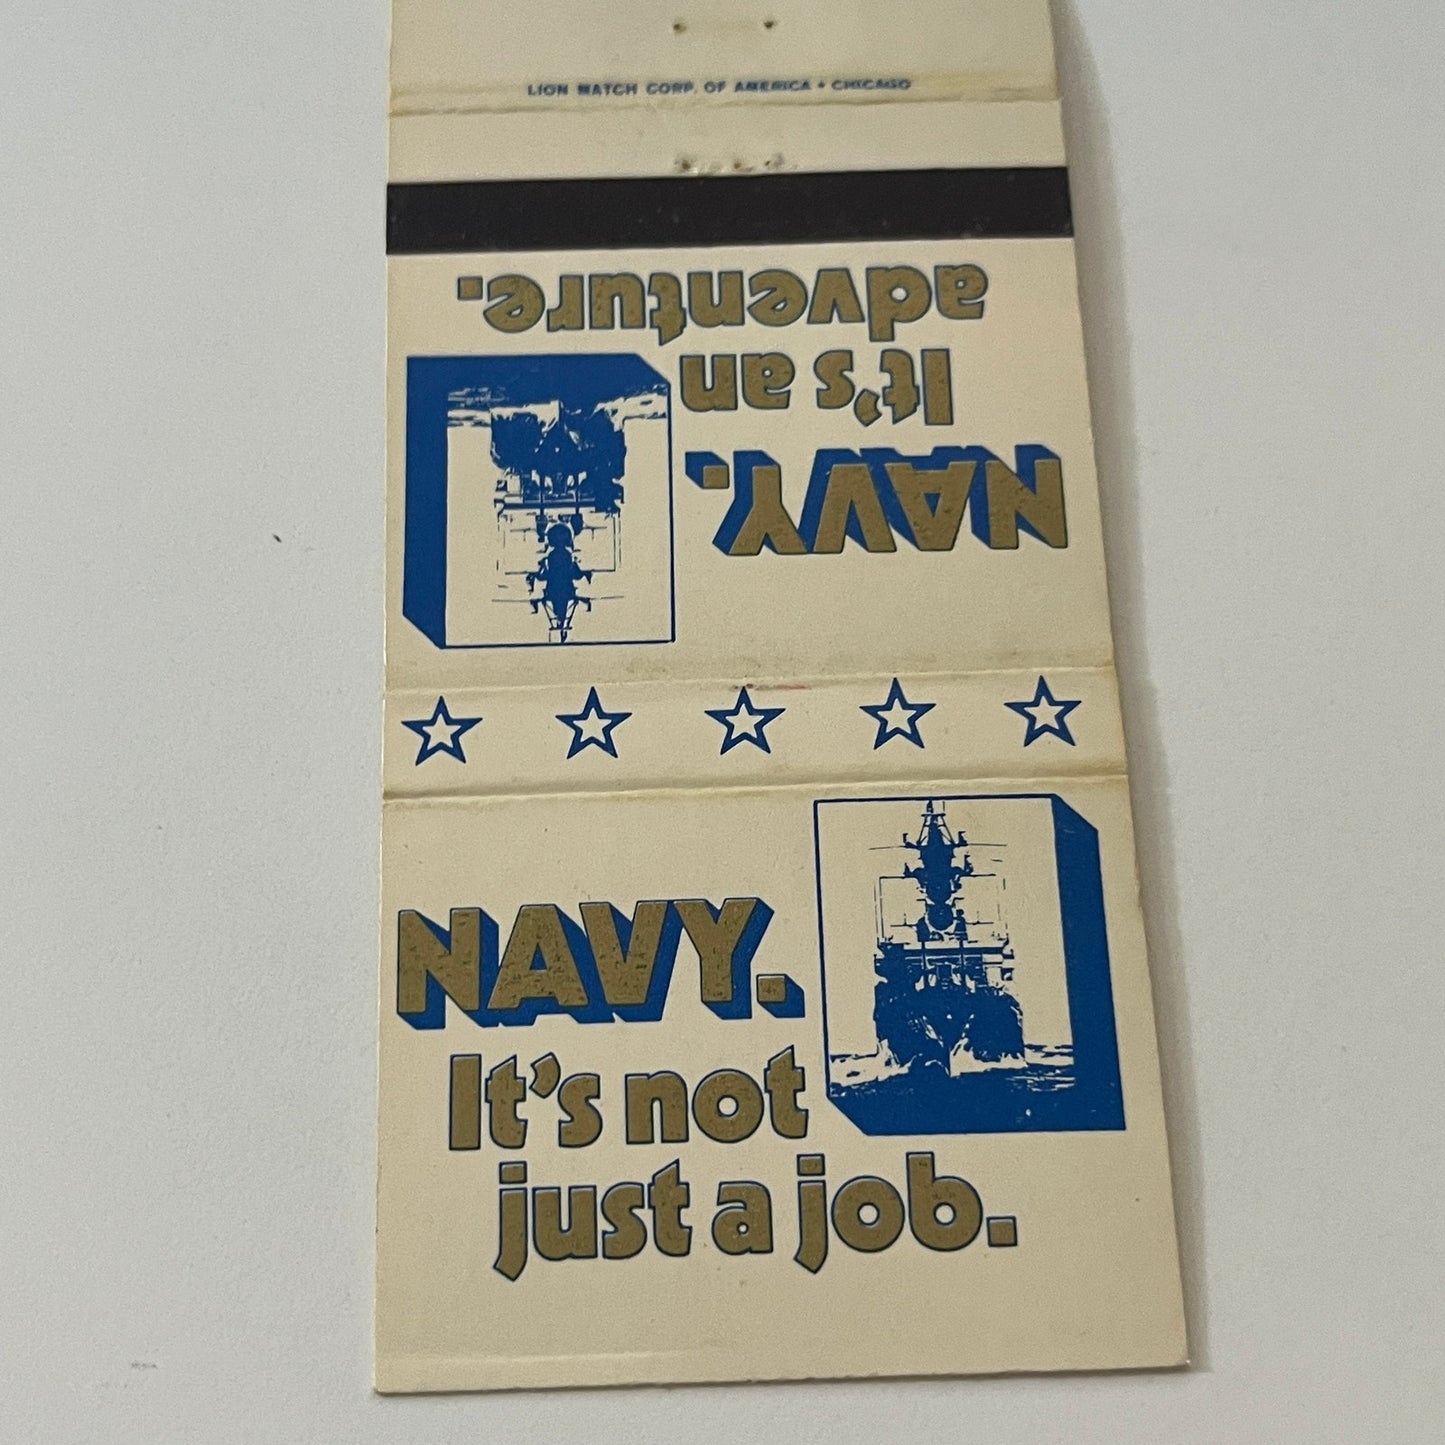 LION MATCH CORP. OF AMERICA • CHICAGO
NAVY.
It's an
adventure.
NAVY.
It's not
just a job.